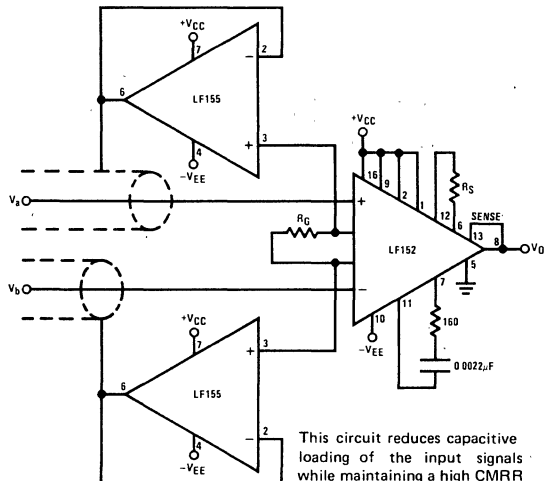 +VCC
7
2
−
6
LF155
+
3
4
−VEE
+VCC
16
9
2
1
12
RS
6
SENSE
13
8
VO
5
Va
+
RG
LF152
Vb
−
10
−VEE
11
7
160
0.0022µF
+VCC
7
3
+
6
LF155
−
2
4
−VEE
This circuit reduces capacitive
loading of the input signals
while maintaining a high CMRR